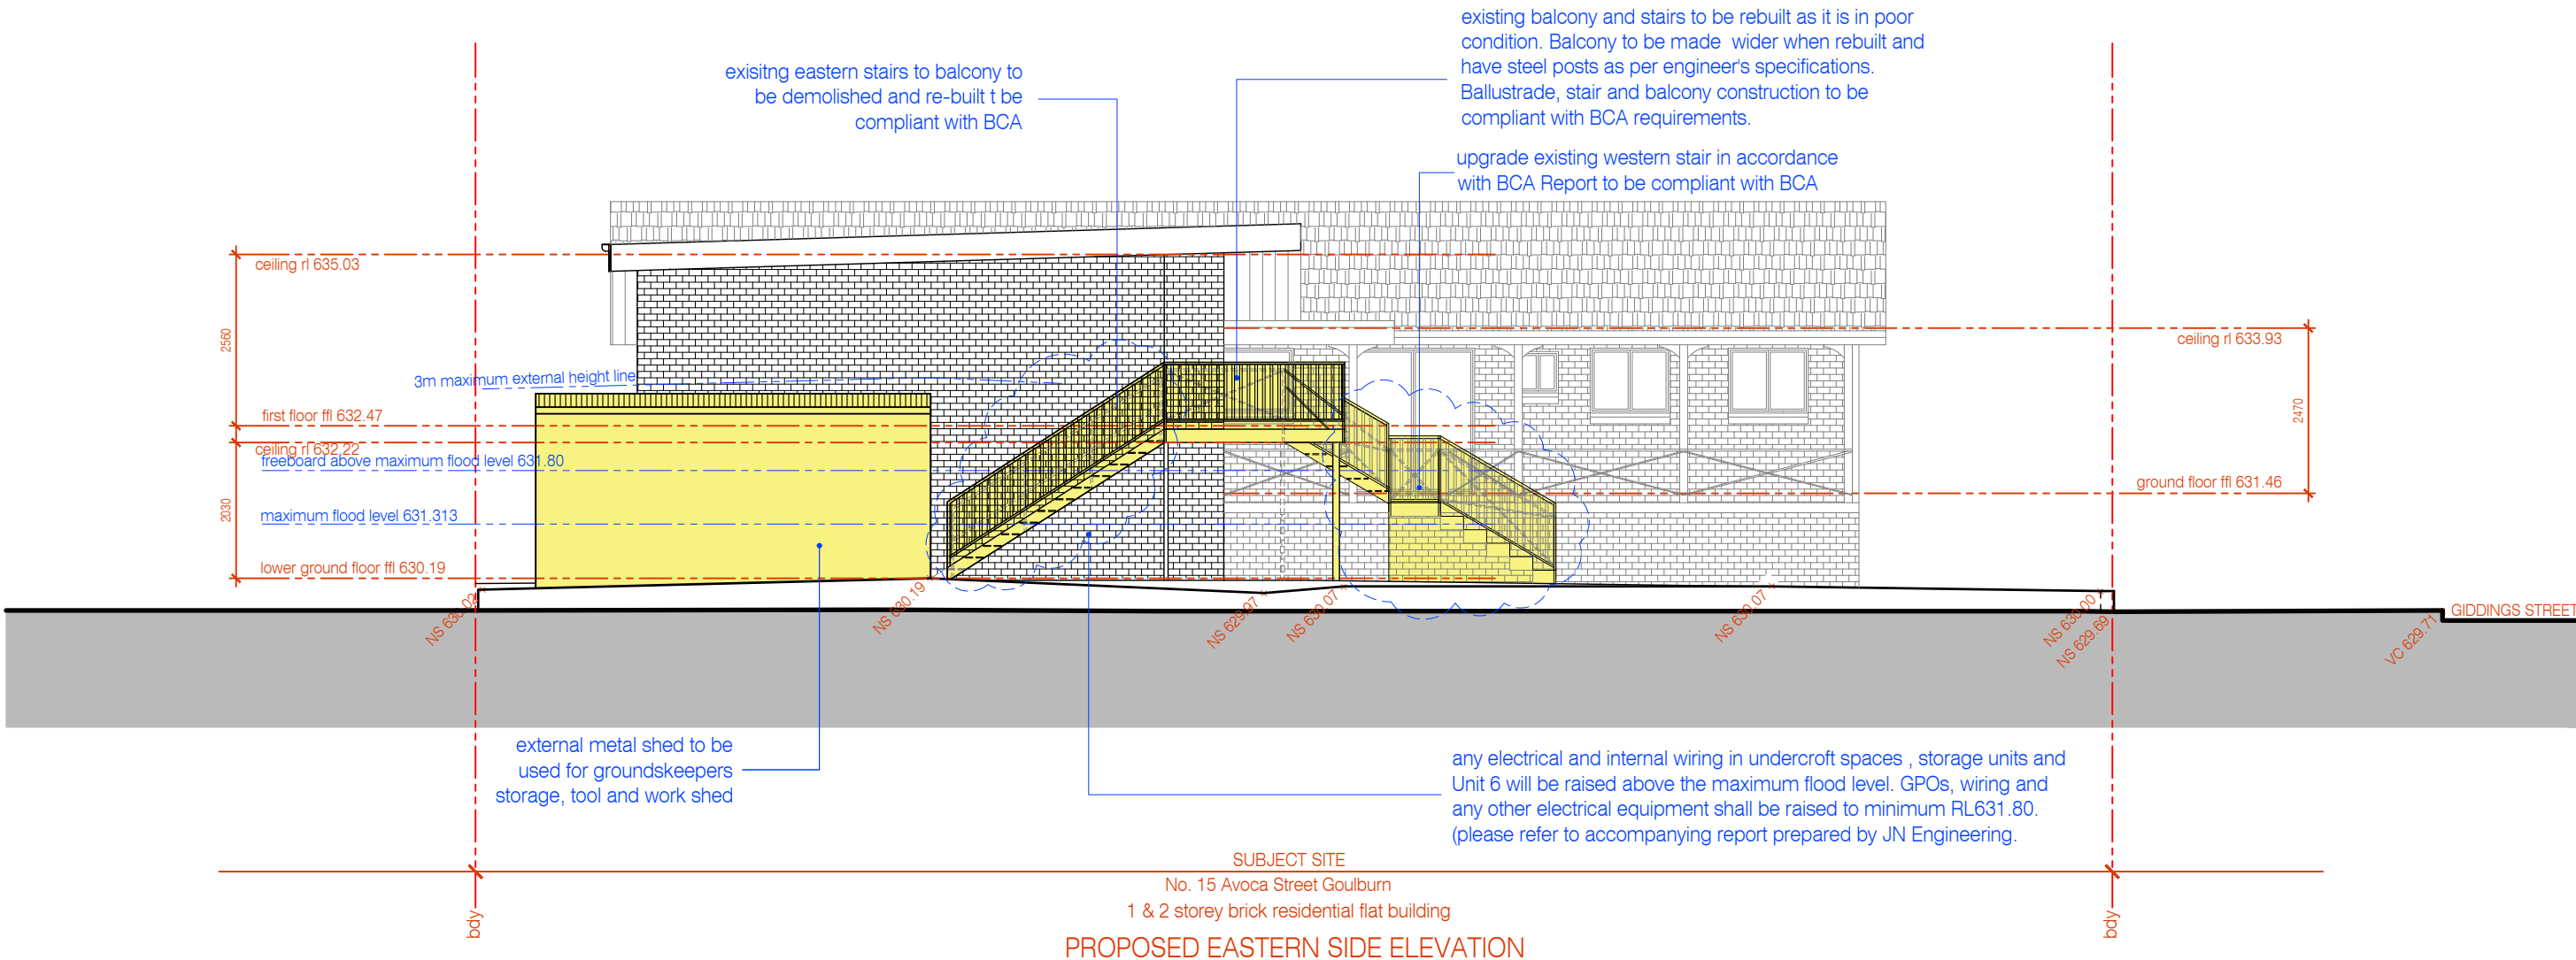 existing balcony and stairs to be rebuilt as it is in poor
condition. Balcony to be made  wider when rebuilt and
have steel posts as per engineer's specifications.
Ballustrade, stair and balcony construction to be
compliant with BCA requirements.
exisitng eastern stairs to balcony to
be demolished and re-built t be
compliant with BCA
upgrade existing western stair in accordance
with BCA Report to be compliant with BCA
ceiling rl 635.03
2560
3m maximum external height line
first floor ffl 632.47
ceiling rl 632.22
freeboard above maximum flood level 631.80
2030
maximum flood level 631.313
lower ground floor ffl 630.19
ceiling rl 633.93
2470
ground floor ffl 631.46
NS 630.02
NS 630.19
NS 629.97
NS 630.07
NS 630.07
NS 630.00
NS 629.69
VC 629.71
GIDDINGS STREET
external metal shed to be
used for groundskeepers
storage, tool and work shed
any electrical and internal wiring in undercroft spaces , storage units and
Unit 6 will be raised above the maximum flood level. GPOs, wiring and
any other electrical equipment shall be raised to minimum RL631.80.
(please refer to accompanying report prepared by JN Engineering.
SUBJECT SITE
No. 15 Avoca Street Goulburn
1 & 2 storey brick residential flat building
bdy
bdy
PROPOSED EASTERN SIDE ELEVATION